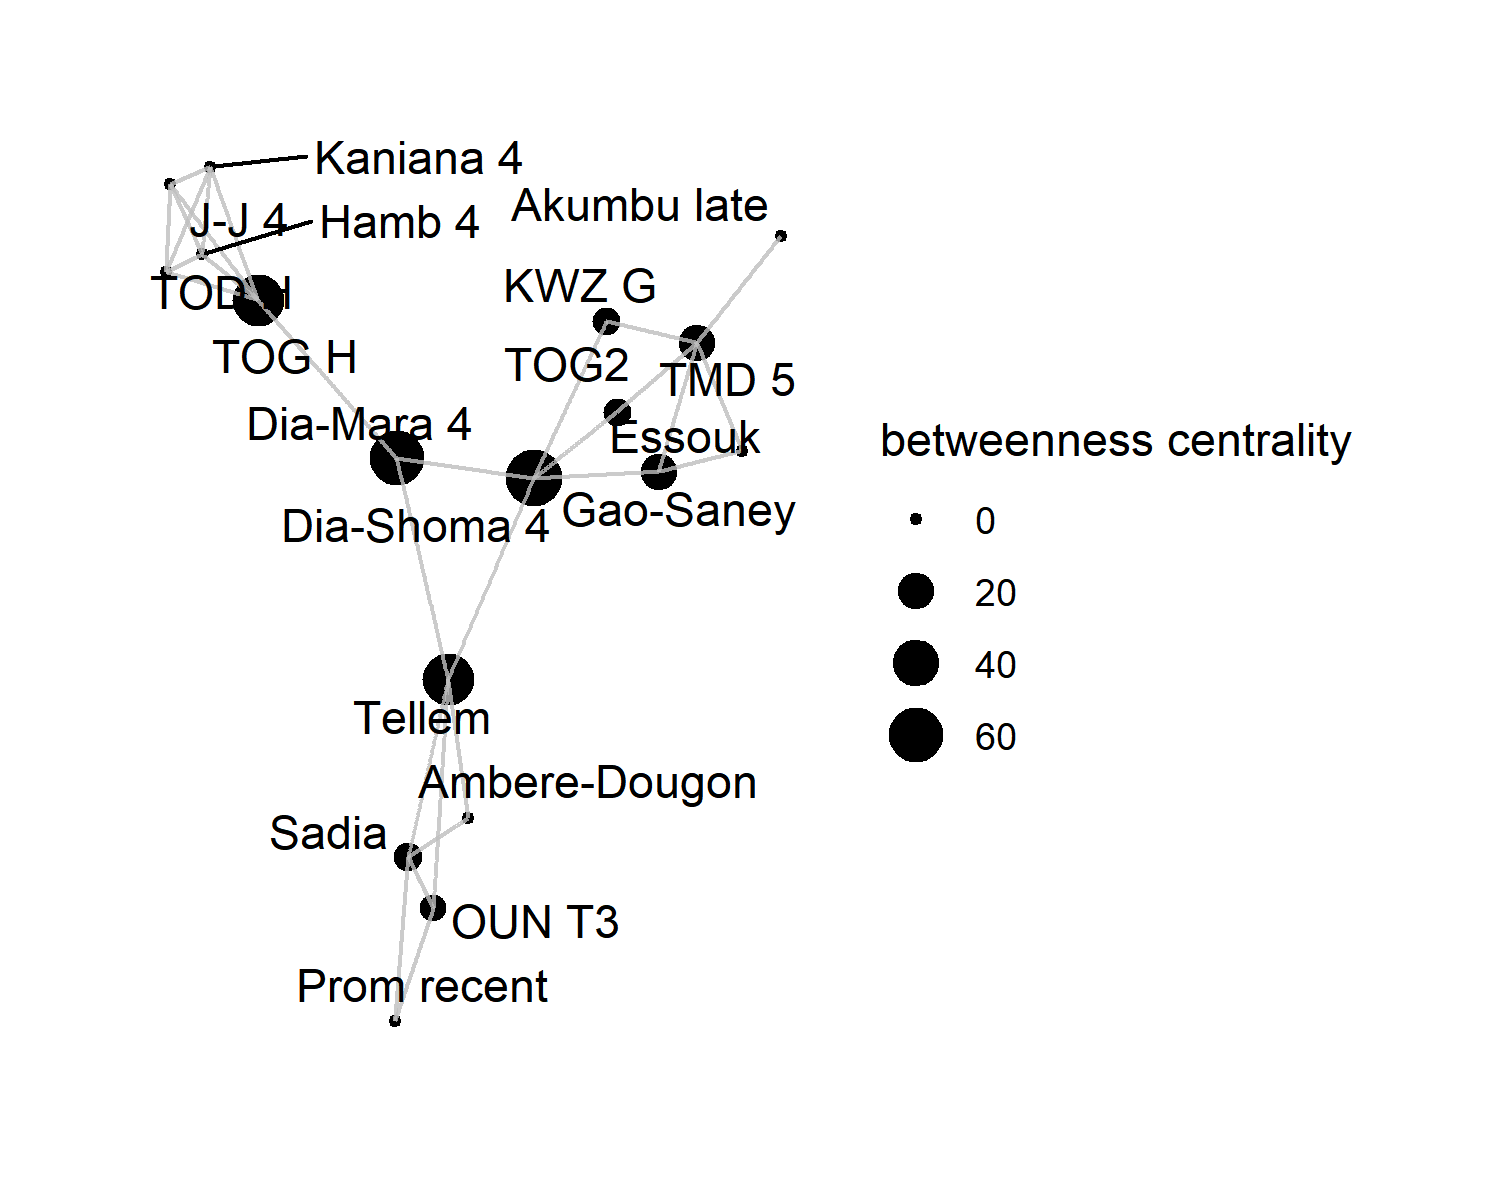 Kaniana 4
Akumbu late
J-J 4
Hamb 4
KWZ G
TOD H
TOG H
TOG2
TMD 5
Dia-Mara 4
Essouk
betweenness centrality
Dia-Shoma 4
Gao-Saney
0
20
40
60
Tellem
Ambere-Dougon
Sadia
OUN T3
Prom recent